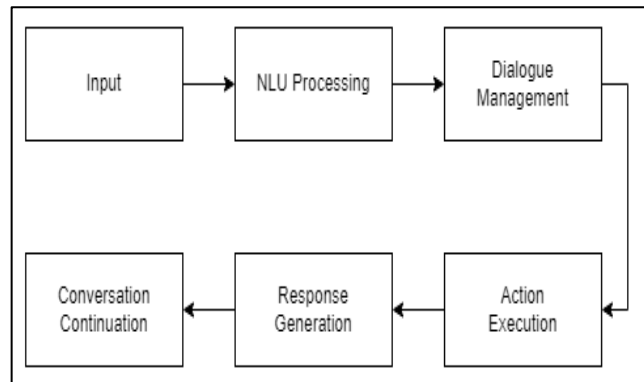 Input
NLU Processing
Dialogue
Management
Conversation
Continuation
Response
Generation
Action
Execution